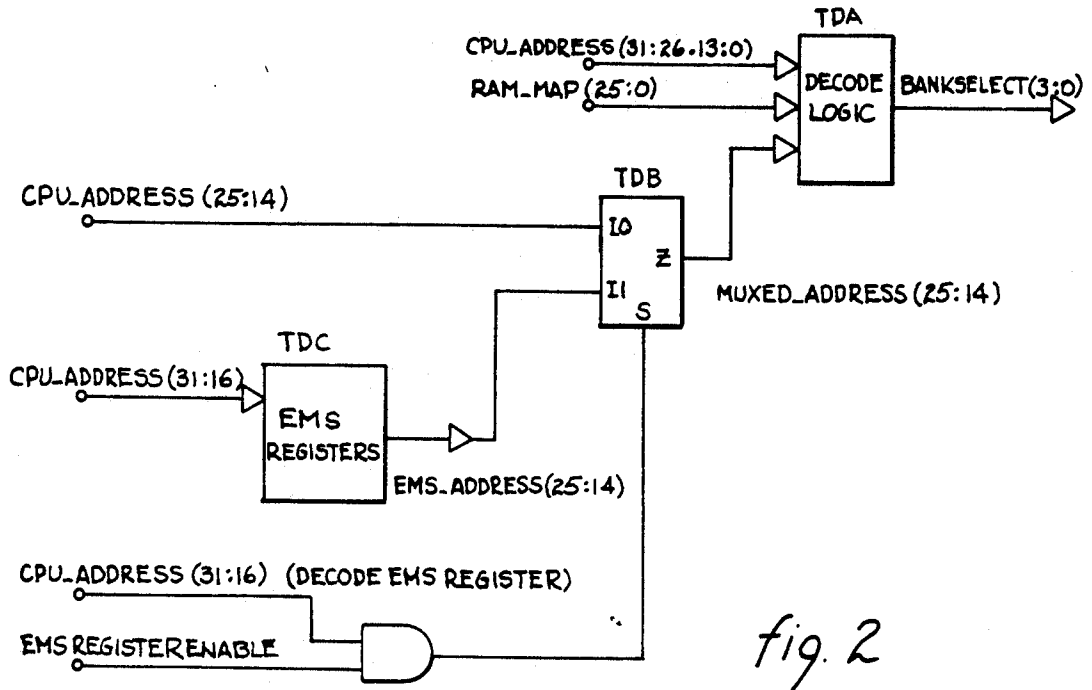 TDA
CPU_ADDRESS (31:26.13:0)
RAM_MAP (25:0)
DECODE
LOGIC
BANKSELECT(3:0)
CPU_ADDRESS (25:14)
TDB
I0
Z
I1
S
MUXED_ADDRESS (25:14)
TDC
CPU_ADDRESS (31:16)
EMS
REGISTERS
EMS_ADDRESS (25:14)
CPU_ADDRESS (31:16) (DECODE EMS REGISTER)
EMS REGISTERENABLE
fig. 2